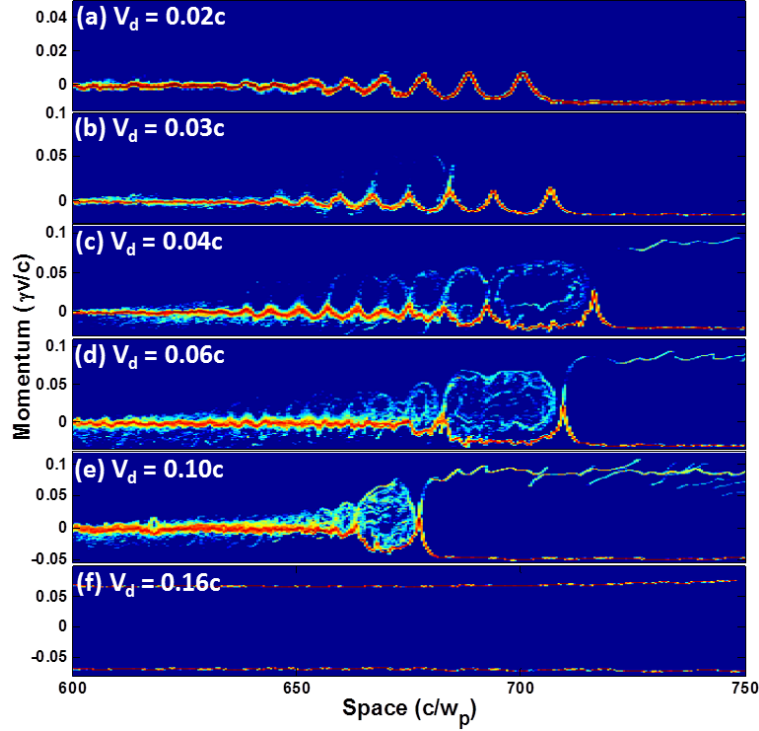 (a) V_d = 0.02c
0.04
0.02
0
0.1
(b) V_d = 0.03c
0.05
0
0.1
(c) V_d = 0.04c
0.05
0
0.1
(d) V_d = 0.06c
0.05
0
0.1
(e) V_d = 0.10c
0.05
0
-0.05
(f) V_d = 0.16c
0.05
0
-0.05
600
650
700
750
Space (c/w_p)
Momentum (γv/c)